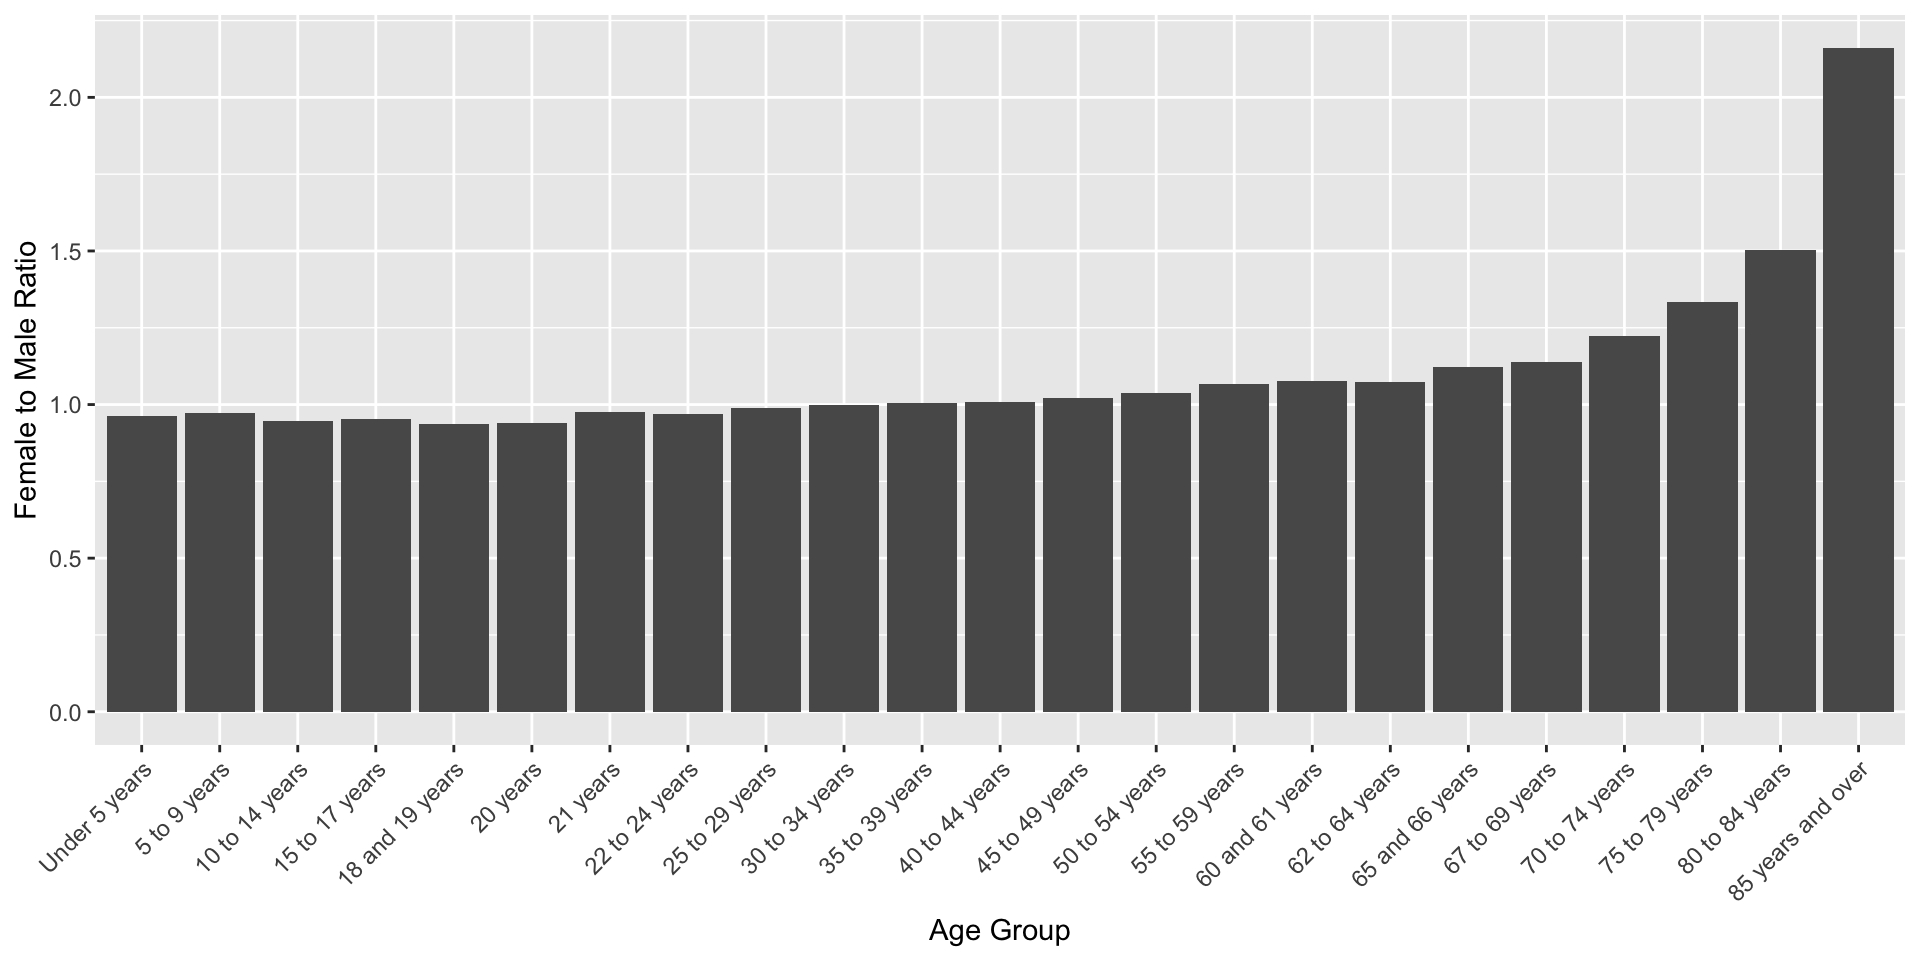 Female to Male Ratio
2.0
1.5
1.0
0.5
0.0
Under 5 years
5 to 9 years
10 to 14 years
15 to 17 years
18 and 19 years
20 years
21 years
22 to 24 years
25 to 29 years
30 to 34 years
35 to 39 years
40 to 44 years
45 to 49 years
50 to 54 years
55 to 59 years
60 and 61 years
62 to 64 years
65 and 66 years
67 to 69 years
70 to 74 years
75 to 79 years
80 to 84 years
85 years and over
Age Group